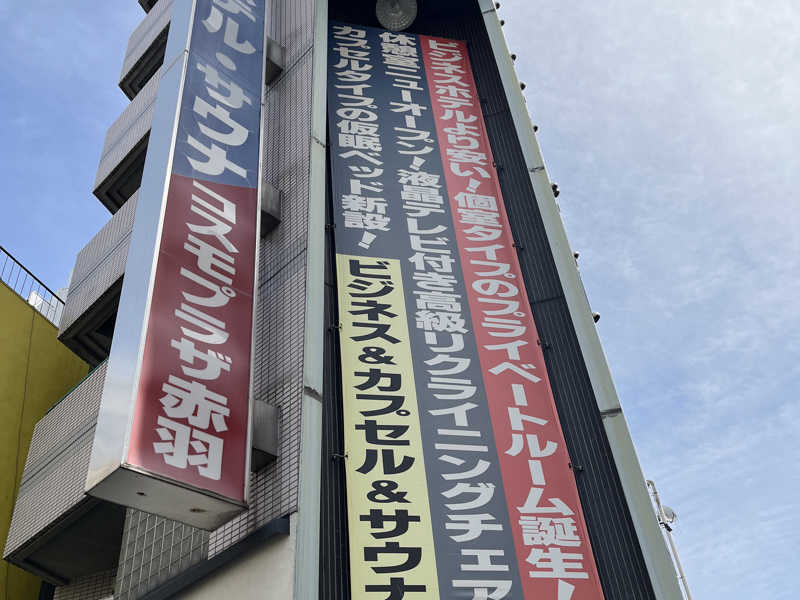 テル・サウナ
コスモプラザ赤羽
ビジネスホテルより安い!個室タイプのプライベートルーム誕生!
休憩室ニューオープン!液晶テレビ付き高級リクライニングチェア
カプセルタイプの仮眠ベッド新設!
ビジネス&カプセル&サウナ